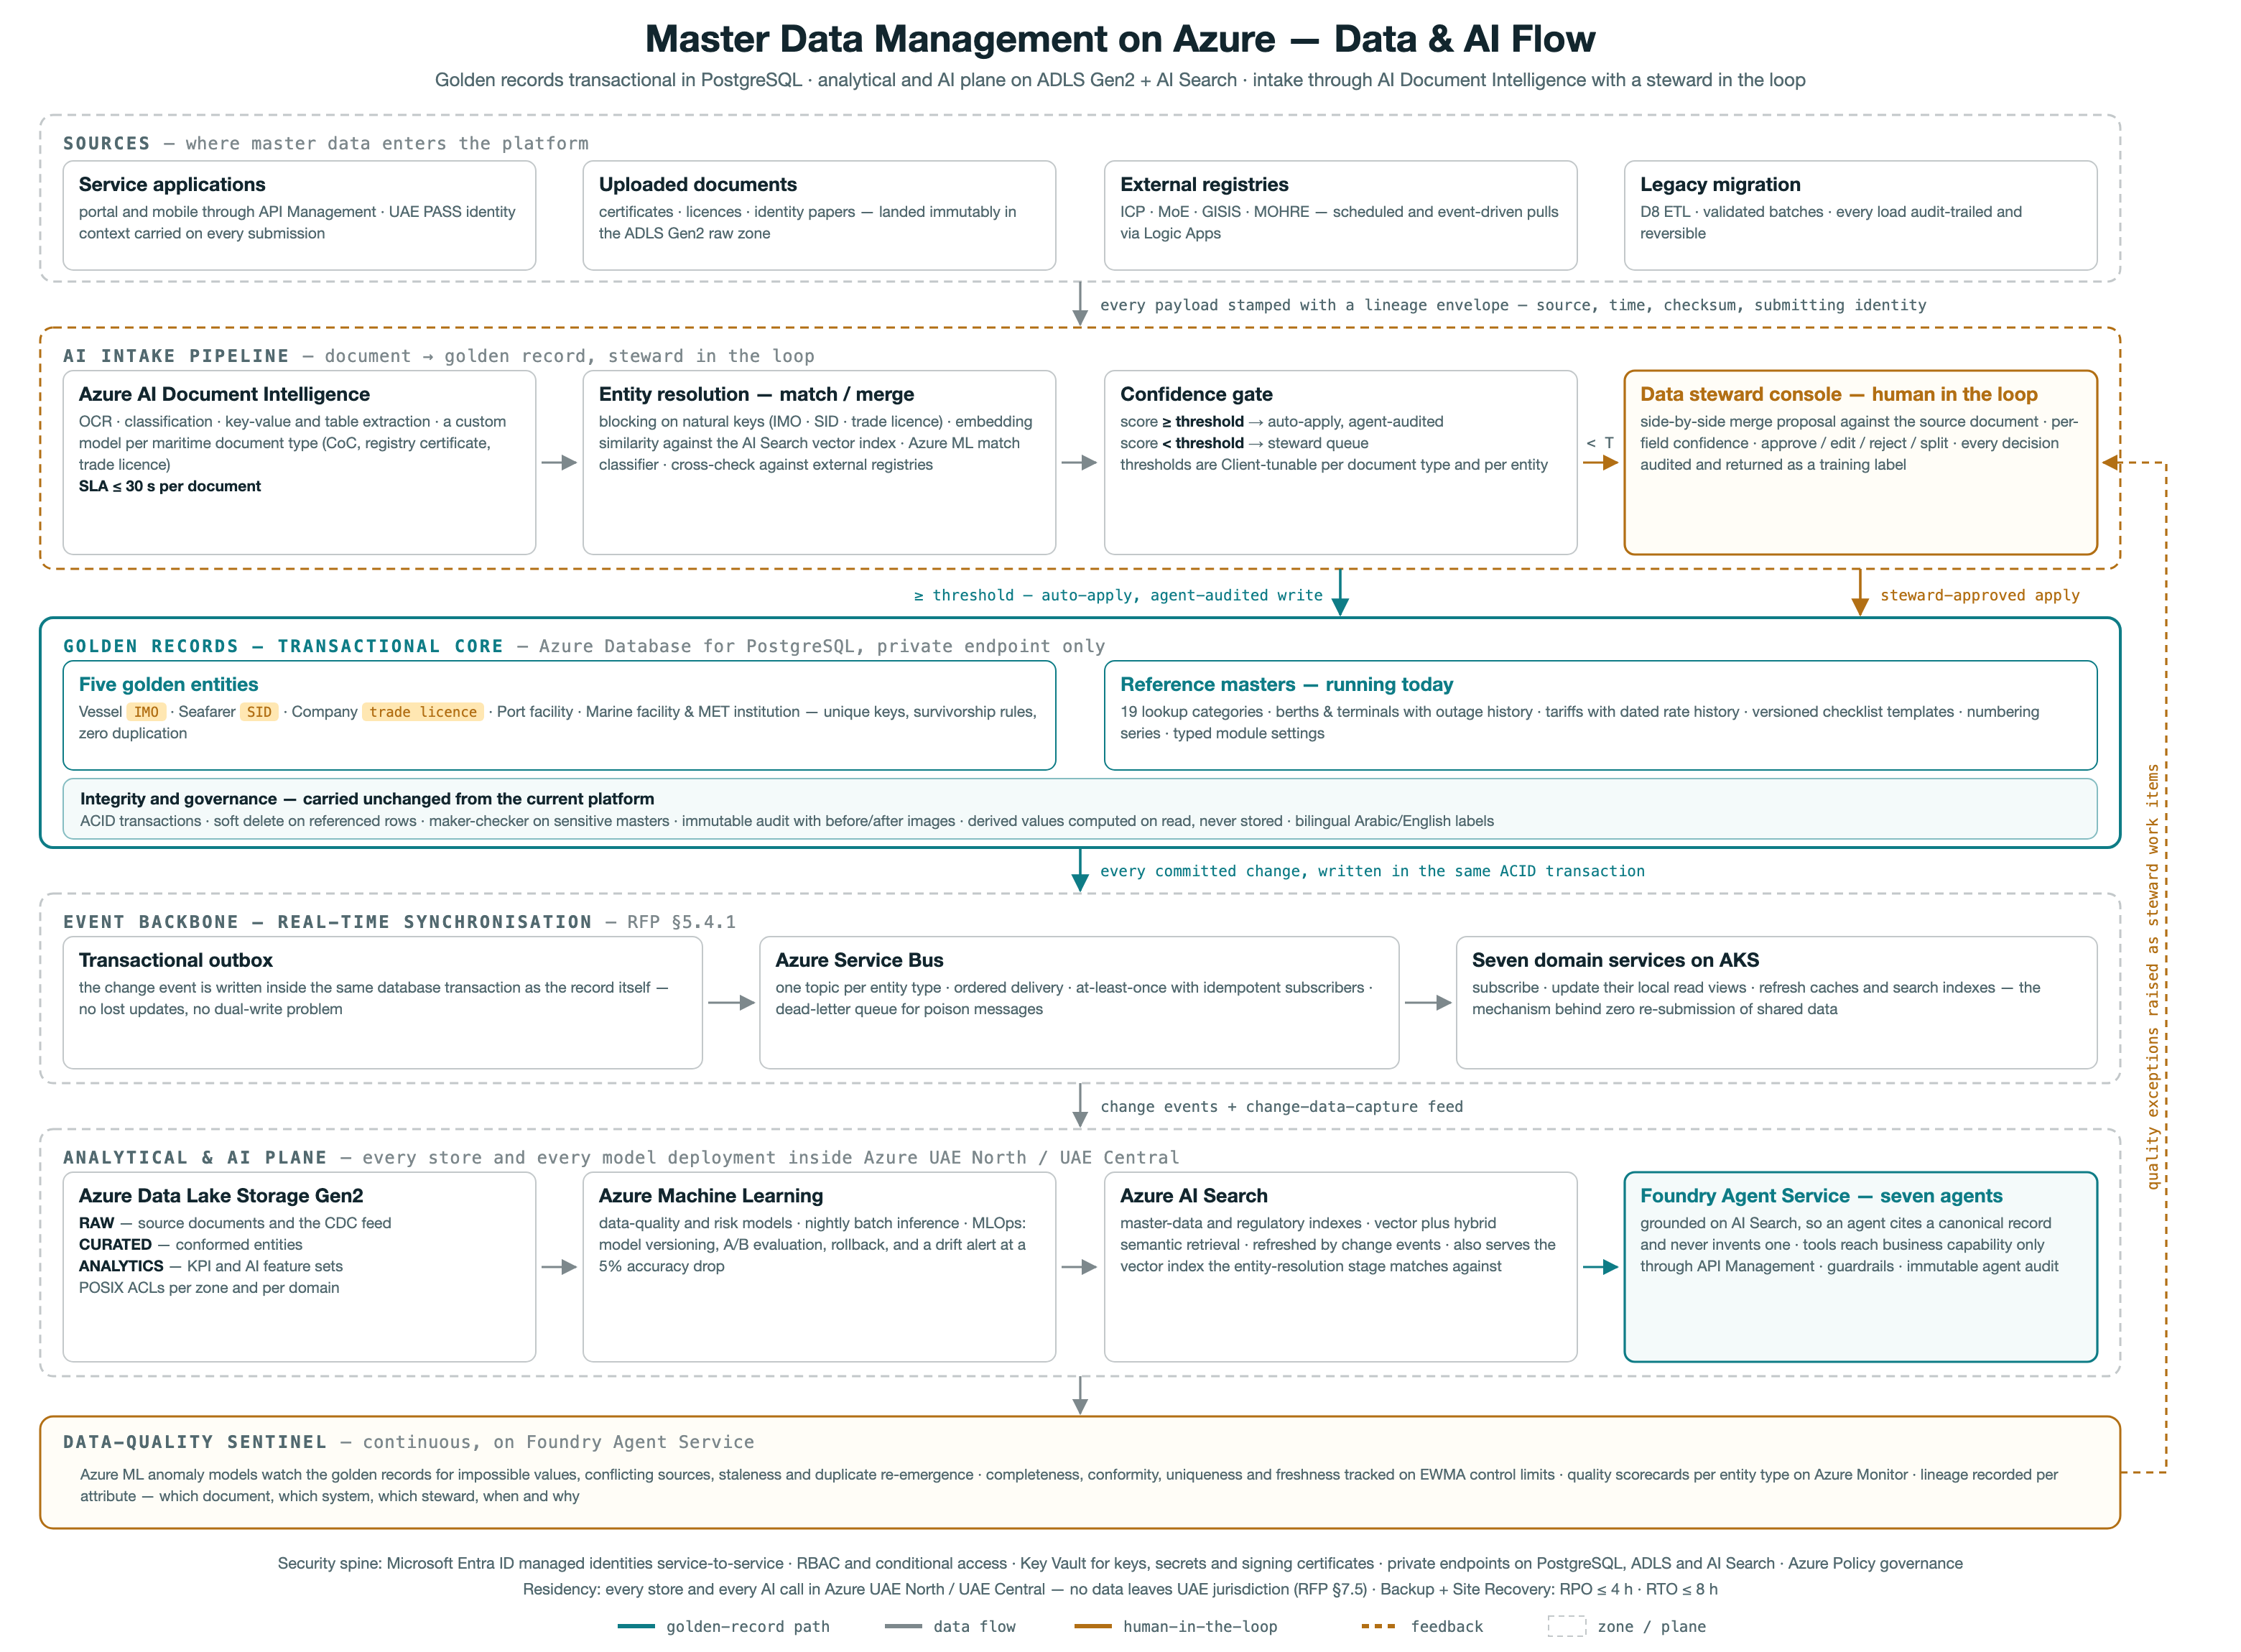 Master Data Management on Azure — Data & AI Flow
Golden records transactional in PostgreSQL · analytical and AI plane on ADLS Gen2 + AI Search · intake through AI Document Intelligence with a steward in the loop
SOURCES — where master data enters the platform
Service applications
portal and mobile through API Management · UAE PASS identity
context carried on every submission
Uploaded documents
certificates · licences · identity papers — landed immutably in
the ADLS Gen2 raw zone
External registries
ICP · MoE · GISIS · MOHRE — scheduled and event-driven pulls
via Logic Apps
Legacy migration
D8 ETL · validated batches · every load audit-trailed and
reversible
every payload stamped with a lineage envelope — source, time, checksum, submitting identity
AI INTAKE PIPELINE — document → golden record, steward in the loop
Azure AI Document Intelligence
OCR · classification · key-value and table extraction · a custom
model per maritime document type (CoC, registry certificate,
trade licence)
SLA ≤ 30 s per document
Entity resolution — match / merge
blocking on natural keys (IMO · SID · trade licence) · embedding
similarity against the AI Search vector index · Azure ML match
classifier · cross-check against external registries
Confidence gate
score ≥ threshold → auto-apply, agent-audited
score < threshold → steward queue
thresholds are Client-tunable per document type and per entity
< T
Data steward console — human in the loop
side-by-side merge proposal against the source document · per-
field confidence · approve / edit / reject / split · every decision
audited and returned as a training label
≥ threshold — auto-apply, agent-audited write
steward-approved apply
GOLDEN RECORDS — TRANSACTIONAL CORE — Azure Database for PostgreSQL, private endpoint only
Five golden entities
Vessel IMO · Seafarer SID · Company trade licence · Port facility · Marine facility & MET institution — unique keys, survivorship rules,
zero duplication
Reference masters — running today
19 lookup categories · berths & terminals with outage history · tariffs with dated rate history · versioned checklist templates · numbering
series · typed module settings
Integrity and governance — carried unchanged from the current platform
ACID transactions · soft delete on referenced rows · maker-checker on sensitive masters · immutable audit with before/after images · derived values computed on read, never stored · bilingual Arabic/English labels
every committed change, written in the same ACID transaction
EVENT BACKBONE — REAL-TIME SYNCHRONISATION — RFP §5.4.1
Transactional outbox
the change event is written inside the same database transaction as the record itself —
no lost updates, no dual-write problem
Azure Service Bus
one topic per entity type · ordered delivery · at-least-once with idempotent subscribers ·
dead-letter queue for poison messages
Seven domain services on AKS
subscribe · update their local read views · refresh caches and search indexes — the
mechanism behind zero re-submission of shared data
change events + change-data-capture feed
ANALYTICAL & AI PLANE — every store and every model deployment inside Azure UAE North / UAE Central
Azure Data Lake Storage Gen2
RAW — source documents and the CDC feed
CURATED — conformed entities
ANALYTICS — KPI and AI feature sets
POSIX ACLs per zone and per domain
Azure Machine Learning
data-quality and risk models · nightly batch inference · MLOps:
model versioning, A/B evaluation, rollback, and a drift alert at a
5% accuracy drop
Azure AI Search
master-data and regulatory indexes · vector plus hybrid
semantic retrieval · refreshed by change events · also serves the
vector index the entity-resolution stage matches against
Foundry Agent Service — seven agents
grounded on AI Search, so an agent cites a canonical record
and never invents one · tools reach business capability only
through API Management · guardrails · immutable agent audit
quality exceptions raised as steward work items
DATA-QUALITY SENTINEL — continuous, on Foundry Agent Service
Azure ML anomaly models watch the golden records for impossible values, conflicting sources, staleness and duplicate re-emergence · completeness, conformity, uniqueness and freshness tracked on EWMA control limits · quality scorecards per entity type on Azure Monitor · lineage recorded per
attribute — which document, which system, which steward, when and why
Security spine: Microsoft Entra ID managed identities service-to-service · RBAC and conditional access · Key Vault for keys, secrets and signing certificates · private endpoints on PostgreSQL, ADLS and AI Search · Azure Policy governance
Residency: every store and every AI call in Azure UAE North / UAE Central — no data leaves UAE jurisdiction (RFP §7.5) · Backup + Site Recovery: RPO ≤ 4 h · RTO ≤ 8 h
golden-record path
data flow
human-in-the-loop
feedback
zone / plane